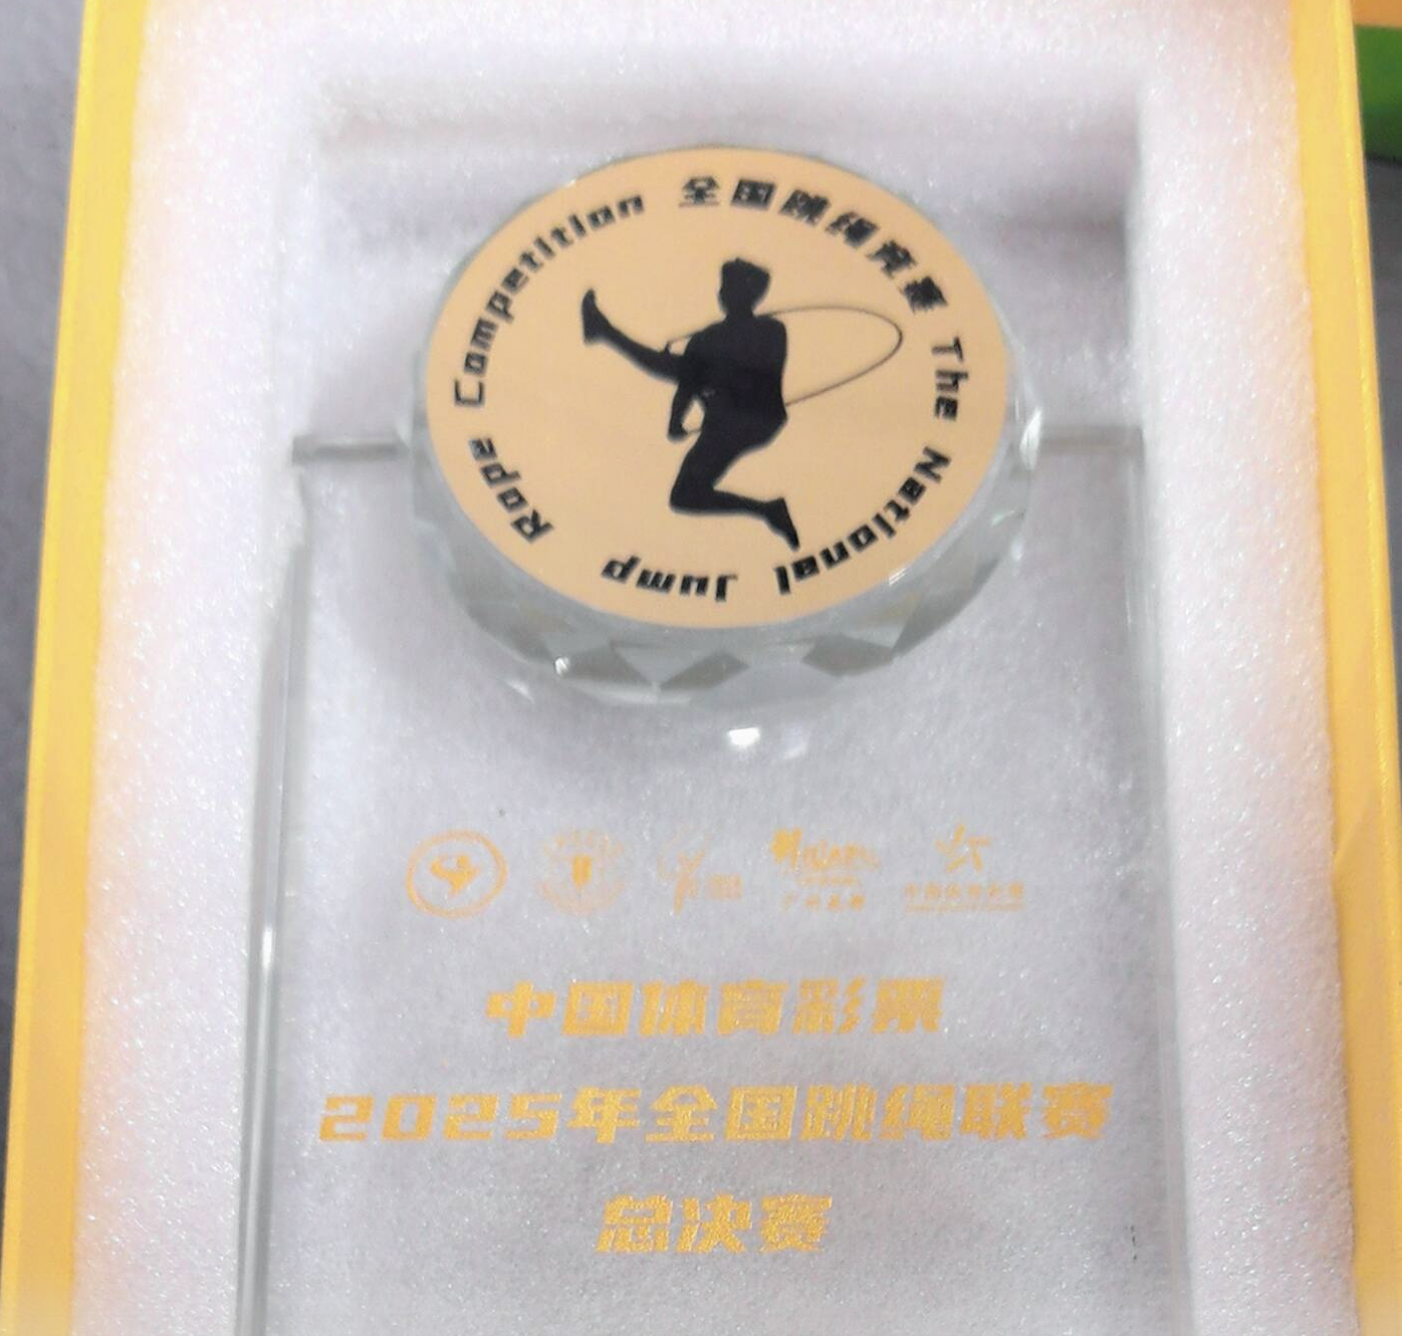 全国跳绳竞赛 The National Jump Rope Competition
中国体育彩票
2025年全国跳绳联赛
总决赛